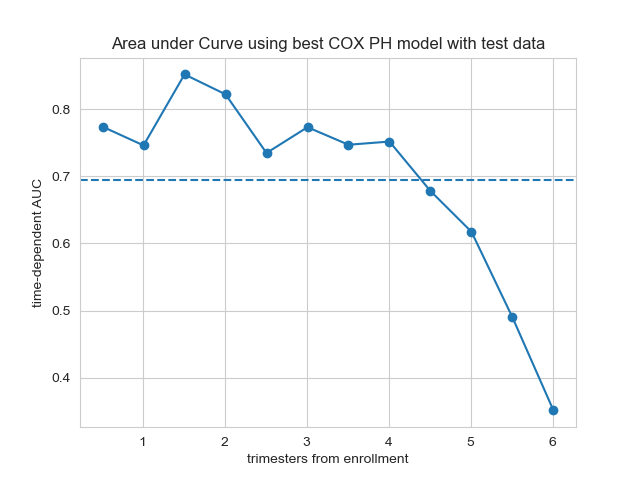 Area under Curve using best COX PH model with test data
time-dependent AUC
0.8
0.7
0.6
0.5
0.4
1 2 3 4 5 6
trimesters from enrollment